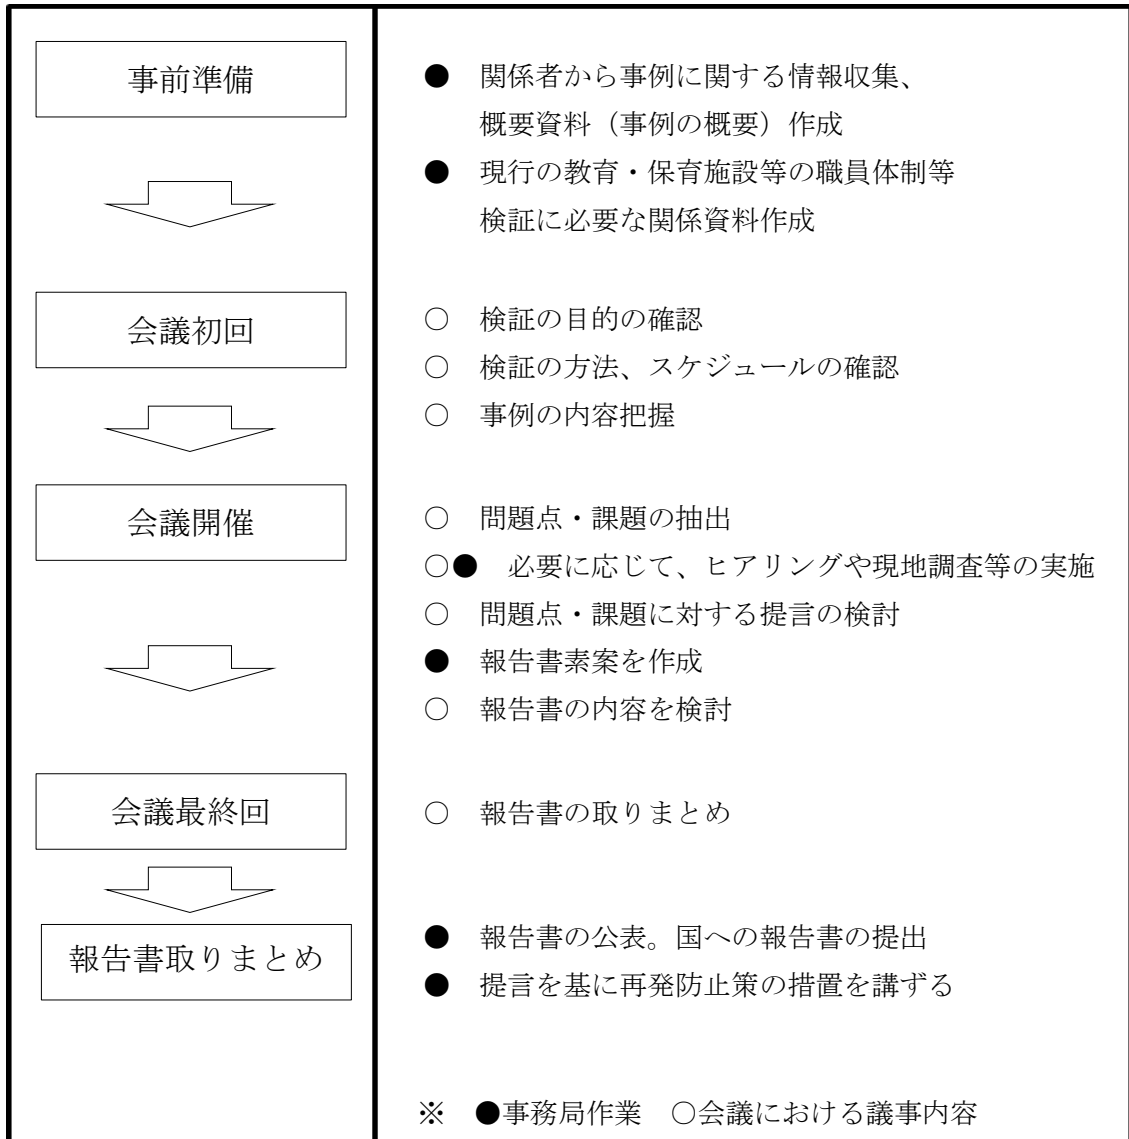 事前準備
● 関係者から事例に関する情報収集、
概要資料（事例の概要）作成
● 現行の教育・保育施設等の職員体制等
検証に必要な関係資料作成
会議初回
○ 検証の目的の確認
○ 検証の方法、スケジュールの確認
○ 事例の内容把握
会議開催
○ 問題点・課題の抽出
○● 必要に応じて、ヒアリングや現地調査等の実施
○ 問題点・課題に対する提言の検討
● 報告書素案を作成
○ 報告書の内容を検討
会議最終回
○ 報告書の取りまとめ
報告書取りまとめ
● 報告書の公表。国への報告書の提出
● 提言を基に再発防止策の措置を講ずる
※ ●事務局作業 ○会議における議事内容